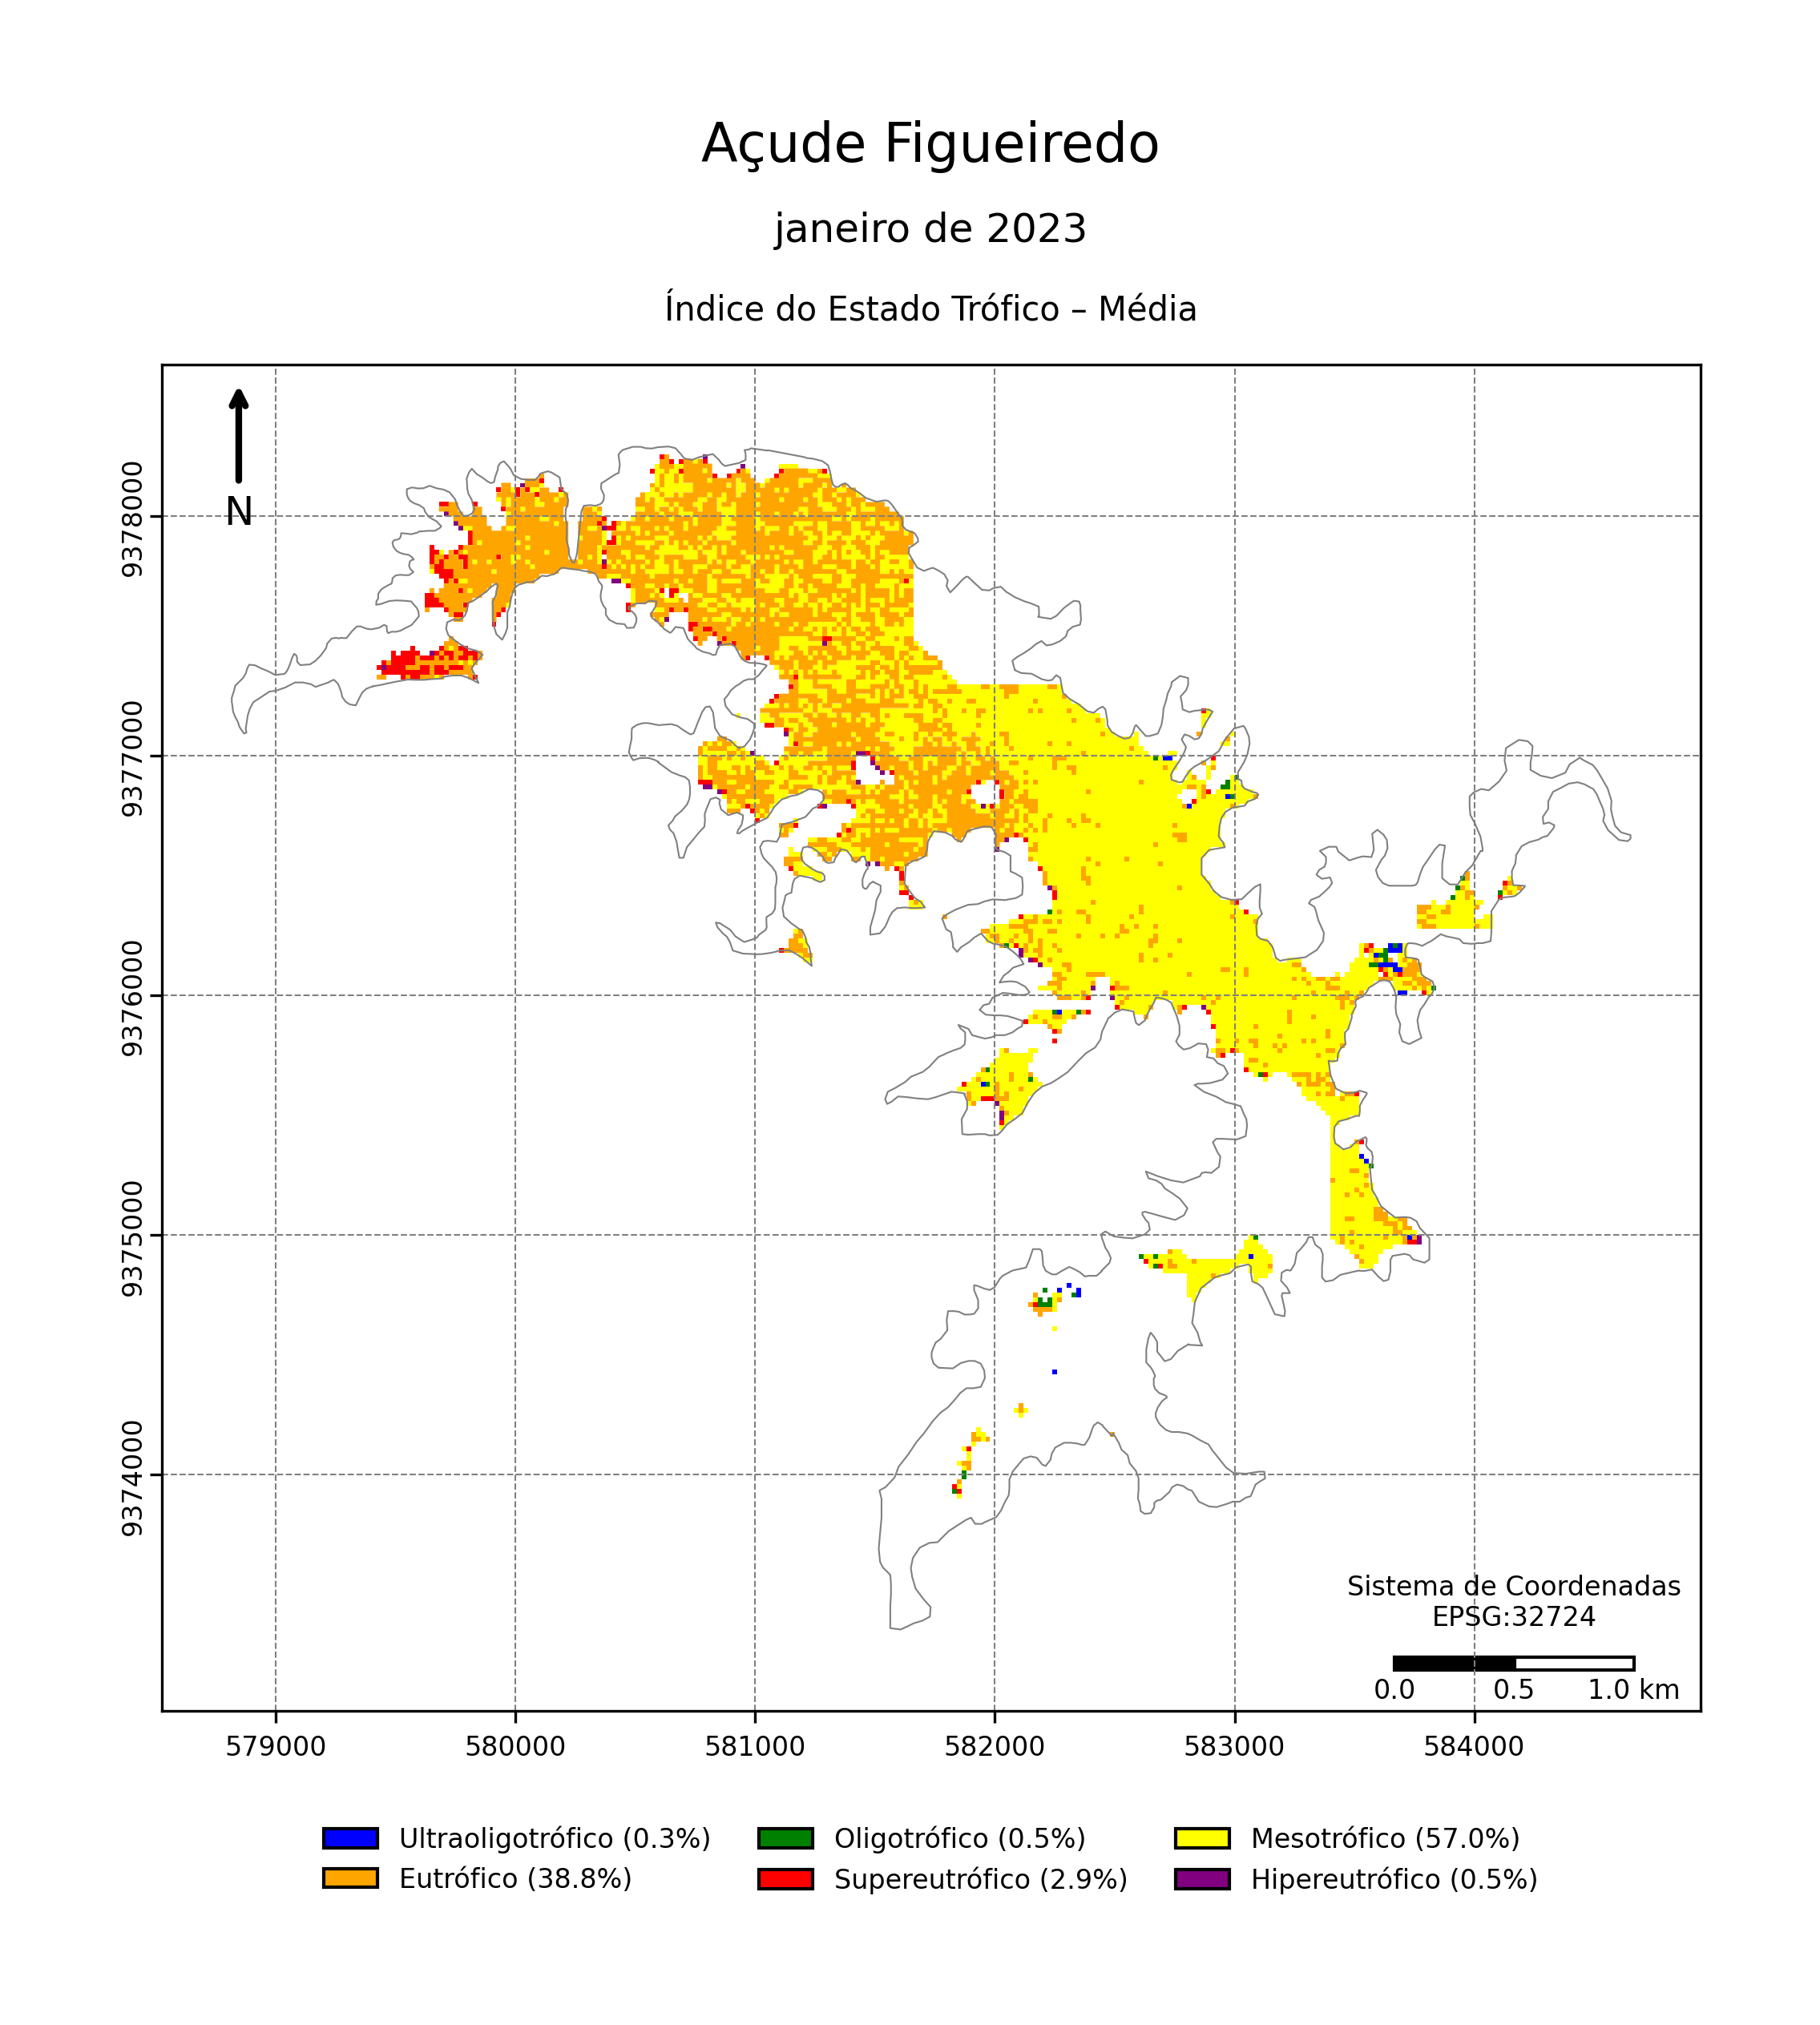 Açude Figueiredo
janeiro de 2023
Índice do Estado Trófico – Média
N
9378000
9377000
9376000
9375000
9374000
Sistema de Coordenadas
EPSG:32724
0.0 0.5 1.0 km
579000 580000 581000 582000 583000 584000
Ultraoligotrófico (0.3%) Oligotrófico (0.5%) Mesotrófico (57.0%)
Eutrófico (38.8%) Supereutrófico (2.9%) Hipereutrófico (0.5%)